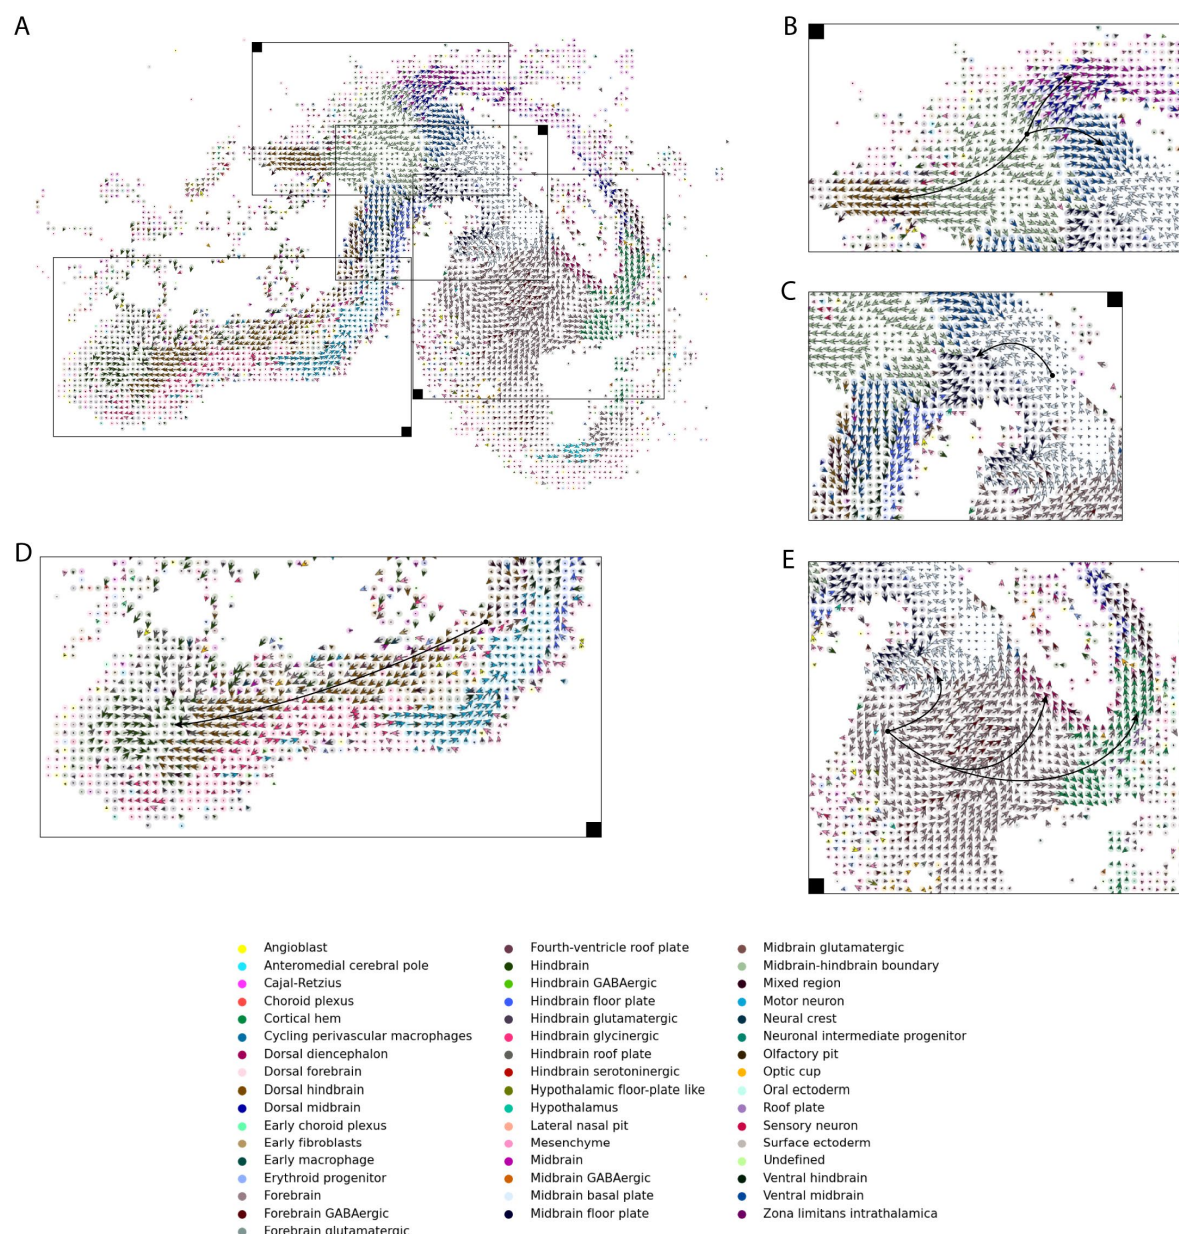 A
B
C
D
E
Angioblast
Anteromedial cerebral pole
Cajal-Retzius
Choroid plexus
Cortical hem
Cycling perivascular macrophages
Dorsal diencephalon
Dorsal forebrain
Dorsal hindbrain
Dorsal midbrain
Early choroid plexus
Early fibroblasts
Early macrophage
Erythroid progenitor
Forebrain
Forebrain GABAergic
Forebrain glutamatergic
Fourth-ventricle roof plate
Hindbrain
Hindbrain GABAergic
Hindbrain floor plate
Hindbrain glutamatergic
Hindbrain glycinergic
Hindbrain roof plate
Hindbrain serotoninergic
Hypothalamic floor-plate like
Hypothalamus
Lateral nasal pit
Mesenchyme
Midbrain
Midbrain GABAergic
Midbrain basal plate
Midbrain floor plate
Midbrain glutamatergic
Midbrain-hindbrain boundary
Mixed region
Motor neuron
Neural crest
Neuronal intermediate progenitor
Olfactory pit
Optic cup
Oral ectoderm
Roof plate
Sensory neuron
Surface ectoderm
Undefined
Ventral hindbrain
Ventral midbrain
Zona limitans intrathalamica